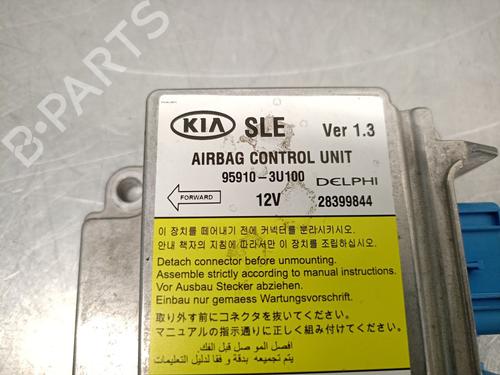 B-PARTS
KIA SLE Ver 1.3
AIRBAG CONTROL UNIT
95910-3U100 DELPHI
FORWARD 12V 28399844
이 장치를 떼어내기 전에 커넥터를 분리시키시오.
안내 책자의 지침에 따라서만 이 장치를 조립하십시오.
Detach connector before unmounting.
Assemble strictly according to manual instructions.
Vor Ausbau Stecker abziehen.
Einbau nur gemaess Wartungsvorschrift.
取り外す前にコネクタを抜いてください。
マニュアルの指示通りに正しく組み付けてください。
افصل الموصل قبل الفك.
يتم تجميعه بدقة و فقا لدليل التعليمات